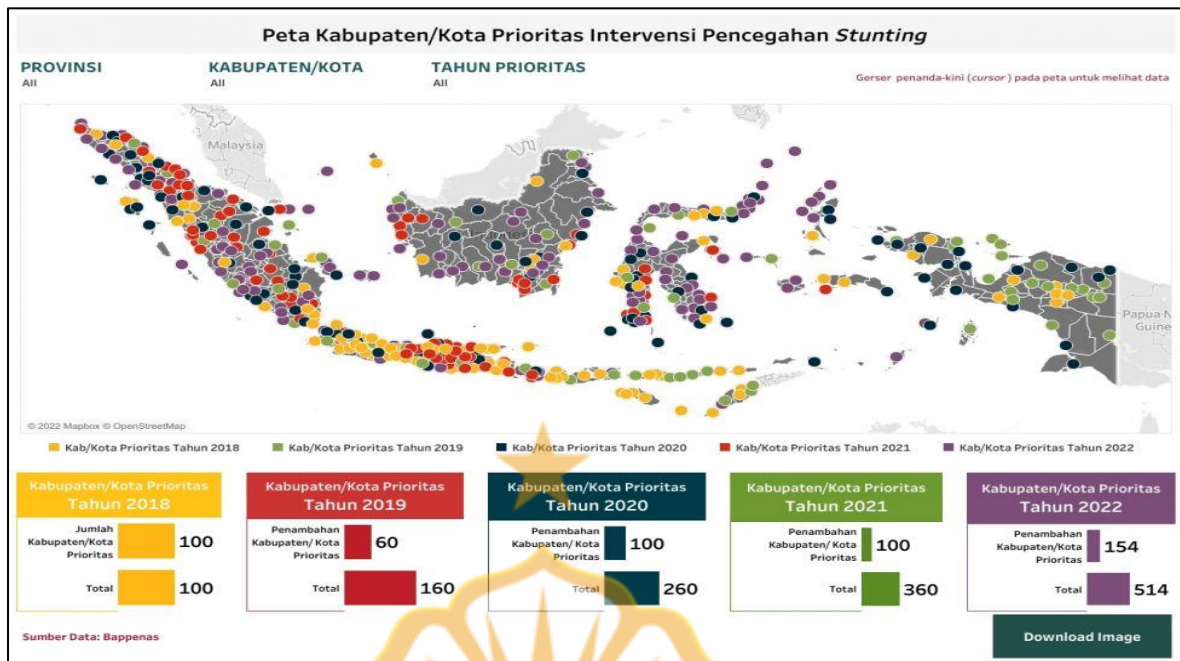 Peta Kabupaten/Kota Prioritas Intervensi Pencegahan Stunting
PROVINSI
All
KABUPATEN/KOTA
All
TAHUN PRIORITAS
All
Gerser penanda-kini (cursor) pada peta untuk melihat data
Malaysia
Papua N
Guine
© 2022 Mapbox © OpenStreetMap
Kab/Kota Prioritas Tahun 2018
Kab/Kota Prioritas Tahun 2019
Kab/Kota Prioritas Tahun 2020
Kab/Kota Prioritas Tahun 2021
Kab/Kota Prioritas Tahun 2022
Kabupaten/Kota Prioritas
Tahun 2018
Jumlah
Kabupaten/Kota
Prioritas
100
Total
100
Kabupaten/Kota Prioritas
Tahun 2019
Penambahan
Kabupaten/ Kota
Prioritas
60
Total
160
Kabupaten/Kota Prioritas
Tahun 2020
Penambahan
Kabupaten/ Kota
Prioritas
100
Total
260
Kabupaten/Kota Prioritas
Tahun 2021
Penambahan
Kabupaten/ Kota
Prioritas
100
Total
360
Kabupaten/Kota Prioritas
Tahun 2022
Penambahan
Kabupaten/Kota
Prioritas
154
Total
514
Sumber Data: Bappenas
Download Image